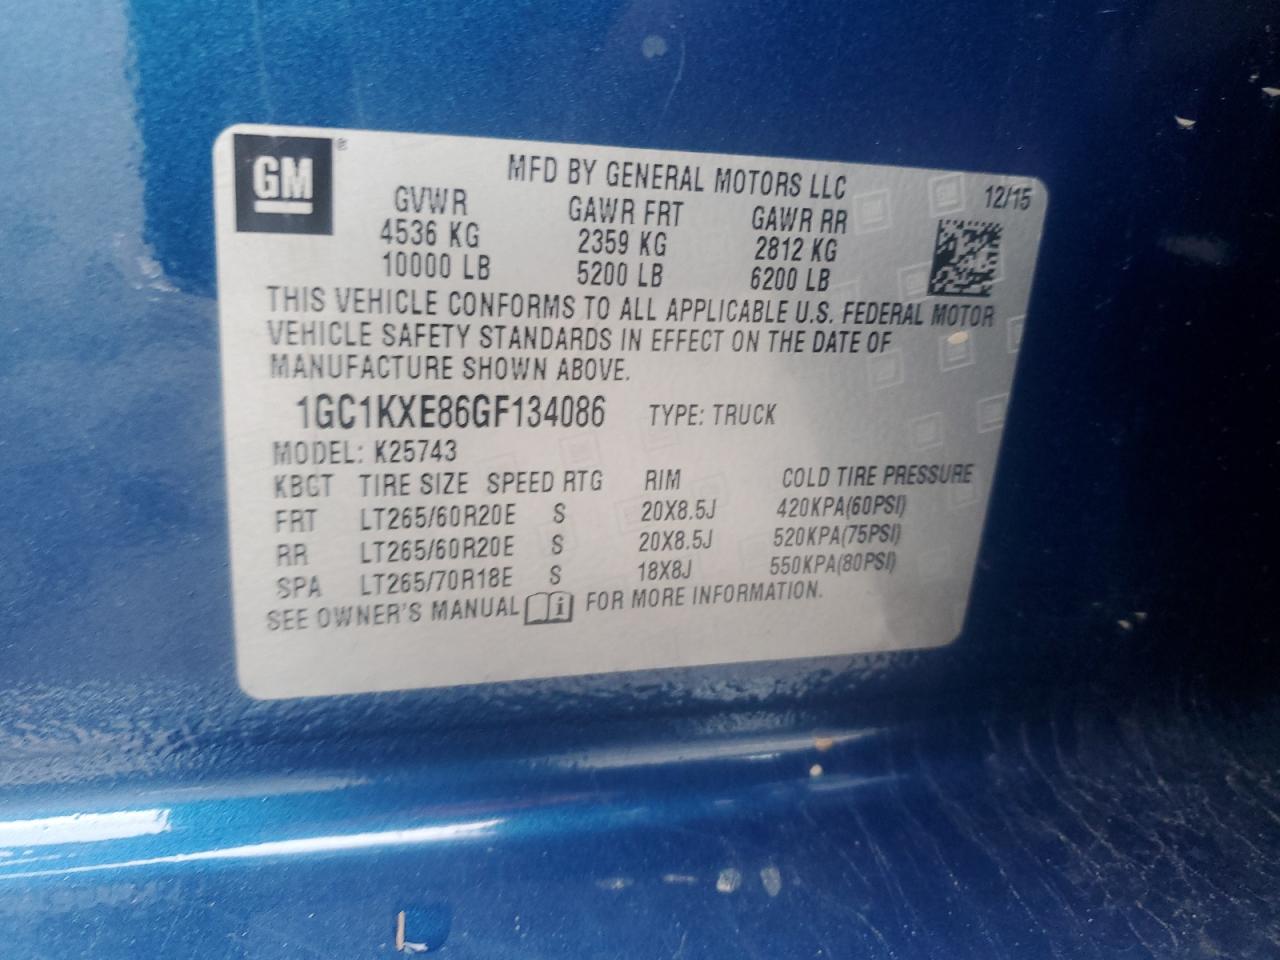 GM ®
MFD BY GENERAL MOTORS LLC
12/15
GVWR GAWR FRT GAWR RR
4536 KG 2359 KG 2812 KG
10000 LB 5200 LB 6200 LB
THIS VEHICLE CONFORMS TO ALL APPLICABLE U.S. FEDERAL MOTOR
VEHICLE SAFETY STANDARDS IN EFFECT ON THE DATE OF
MANUFACTURE SHOWN ABOVE.
1GC1KXE86GF134086 TYPE: TRUCK
MODEL: K25743
KBGT TIRE SIZE SPEED RTG RIM COLD TIRE PRESSURE
FRT LT265/60R20E S 20X8.5J 420KPA(60PSI)
RR LT265/60R20E S 20X8.5J 520KPA(75PSI)
SPA LT265/70R18E S 18X8J 550KPA(80PSI)
SEE OWNER'S MANUAL i FOR MORE INFORMATION.